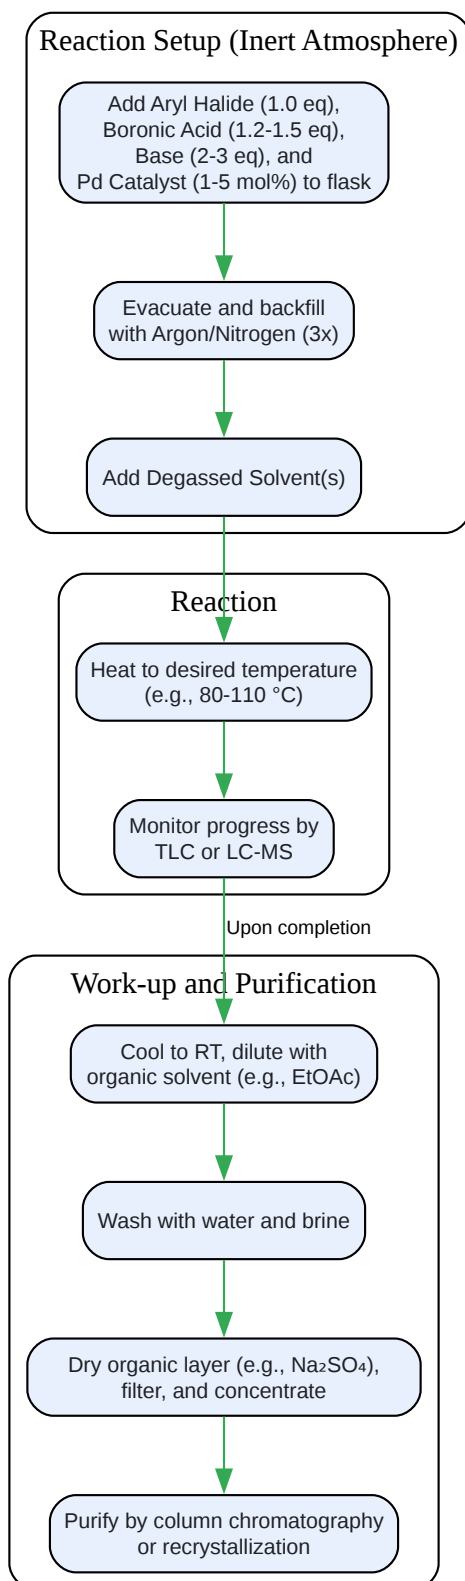 Reaction Setup (Inert Atmosphere)
Add Aryl Halide (1.0 eq),
Boronic Acid (1.2-1.5 eq),
Base (2-3 eq), and
Pd Catalyst (1-5 mol%) to flask
Evacuate and backfill
with Argon/Nitrogen (3x)
Add Degassed Solvent(s)
Reaction
Heat to desired temperature
(e.g., 80-110 °C)
Monitor progress by
TLC or LC-MS
Upon completion
Work-up and Purification
Cool to RT, dilute with
organic solvent (e.g., EtOAc)
Wash with water and brine
Dry organic layer (e.g., Na₂SO₄),
filter, and concentrate
Purify by column chromatography
or recrystallization